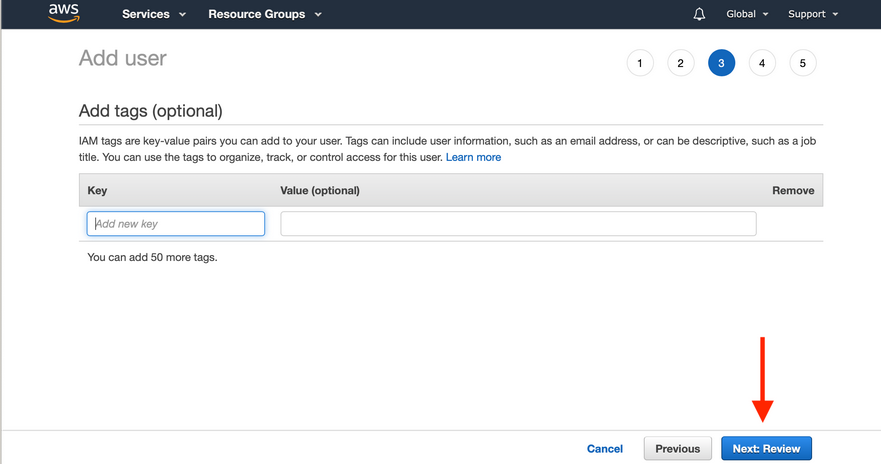 aws Services Resource Groups Global Support
Add user 1 2 3 4 5
Add tags (optional)
IAM tags are key-value pairs you can add to your user. Tags can include user information, such as an email address, or can be descriptive, such as a job
title. You can use the tags to organize, track, or control access for this user. Learn more
Key Value (optional) Remove
Add new key
You can add 50 more tags.
Cancel Previous Next: Review